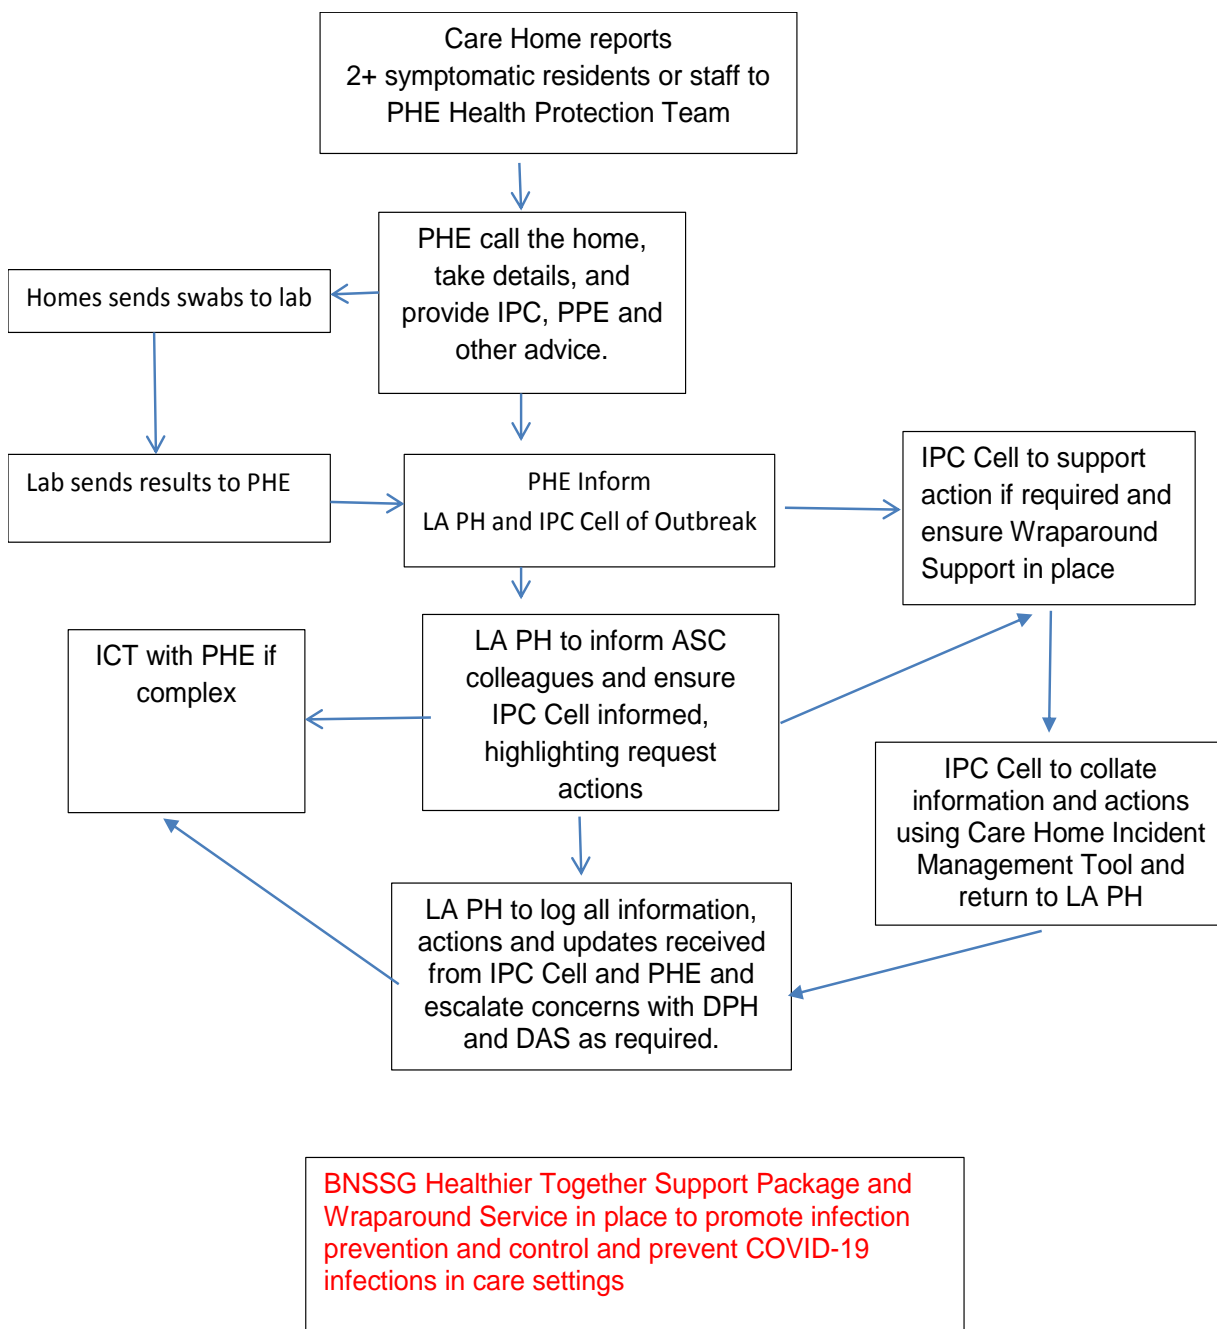 Care Home reports
2+ symptomatic residents or staff to
PHE Health Protection Team
PHE call the home,
take details, and
provide IPC, PPE and
other advice.
Homes sends swabs to lab
Lab sends results to PHE
PHE Inform
LA PH and IPC Cell of Outbreak
IPC Cell to support
action if required and
ensure Wraparound
Support in place
ICT with PHE if
complex
LA PH to inform ASC
colleagues and ensure
IPC Cell informed,
highlighting request
actions
IPC Cell to collate
information and actions
using Care Home Incident
Management Tool and
return to LA PH
LA PH to log all information,
actions and updates received
from IPC Cell and PHE and
escalate concerns with DPH
and DAS as required.
BNSSG Healthier Together Support Package and
Wraparound Service in place to promote infection
prevention and control and prevent COVID-19
infections in care settings